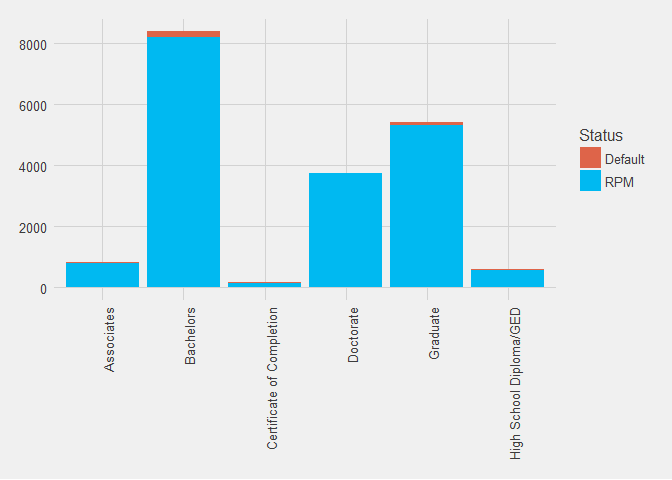 8000
6000
4000
2000
0
Associates
Bachelors
Certificate of Completion
Doctorate
Graduate
High School Diploma/GED
Status
Default
RPM